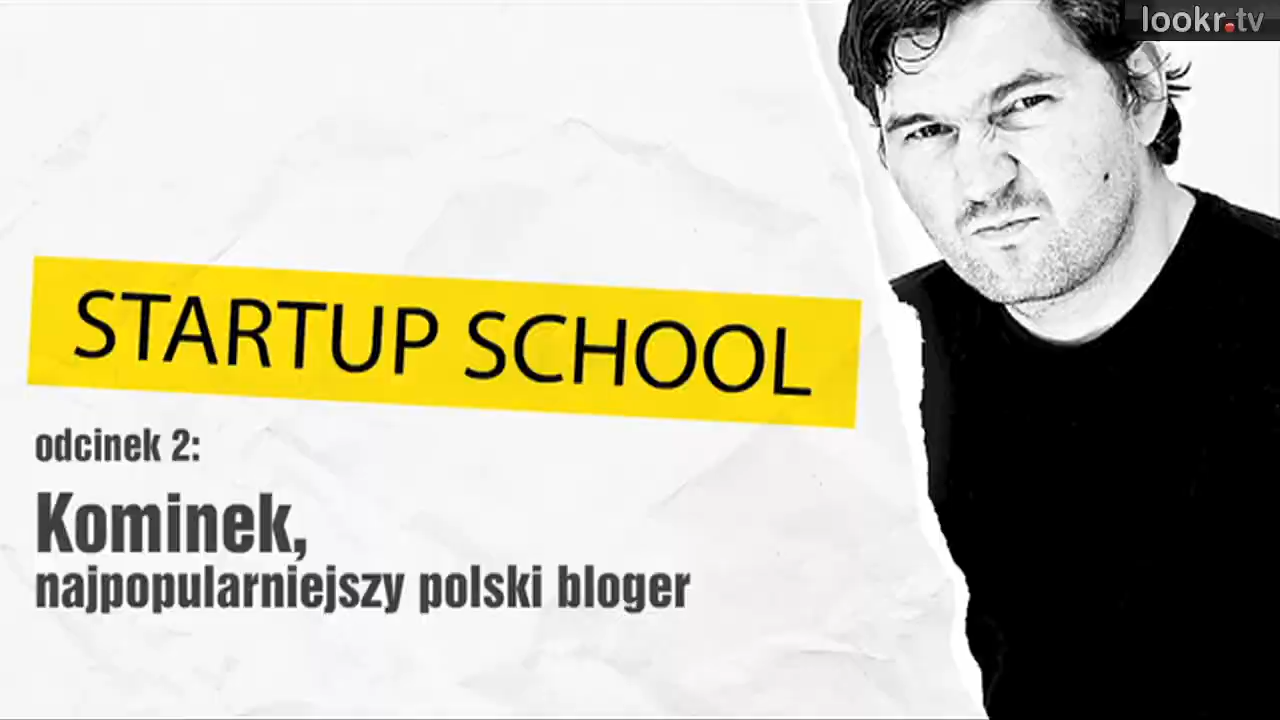 lookr.tv
STARTUP SCHOOL
odcinek 2:
Kominek,
najpopularniejszy polski bloger